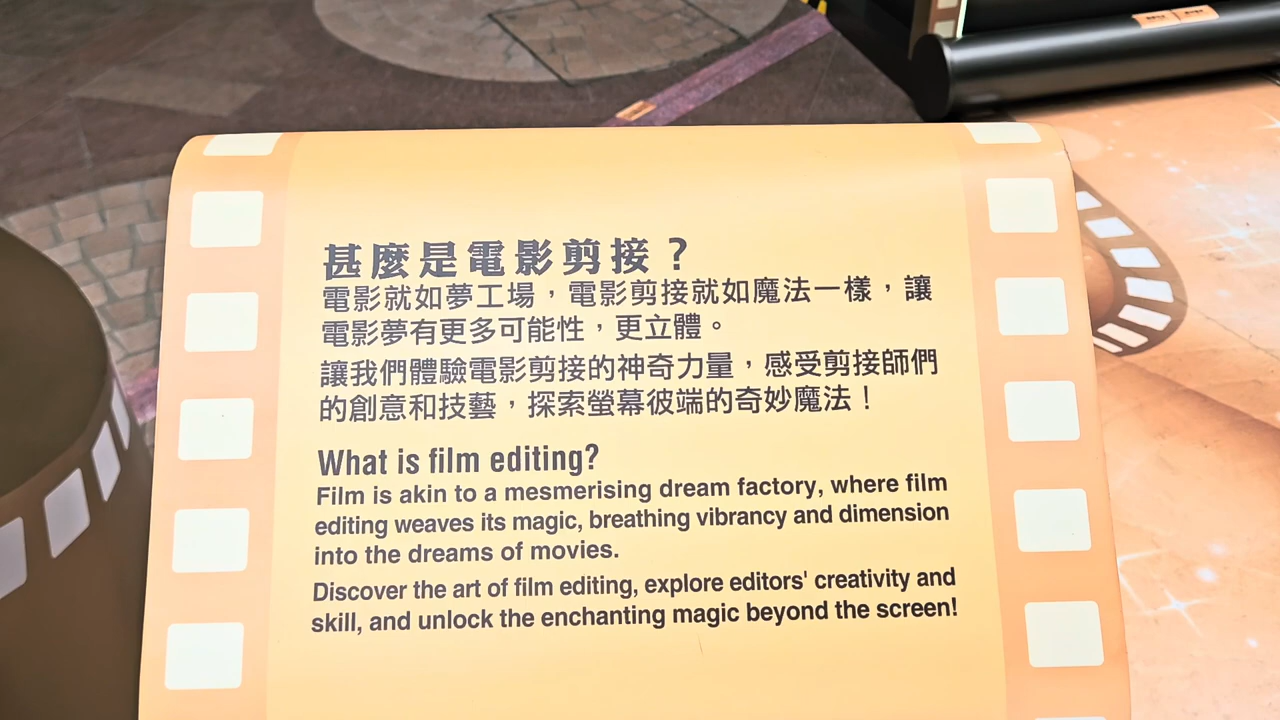 甚麼是電影剪接？
電影就如夢工場，電影剪接就如魔法一樣，讓
電影夢有更多可能性，更立體。
讓我們體驗電影剪接的神奇力量，感受剪接師們
的創意和技藝，探索螢幕彼端的奇妙魔法！
What is film editing?
Film is akin to a mesmerising dream factory, where film
editing weaves its magic, breathing vibrancy and dimension
into the dreams of movies.
Discover the art of film editing, explore editors' creativity and
skill, and unlock the enchanting magic beyond the screen!